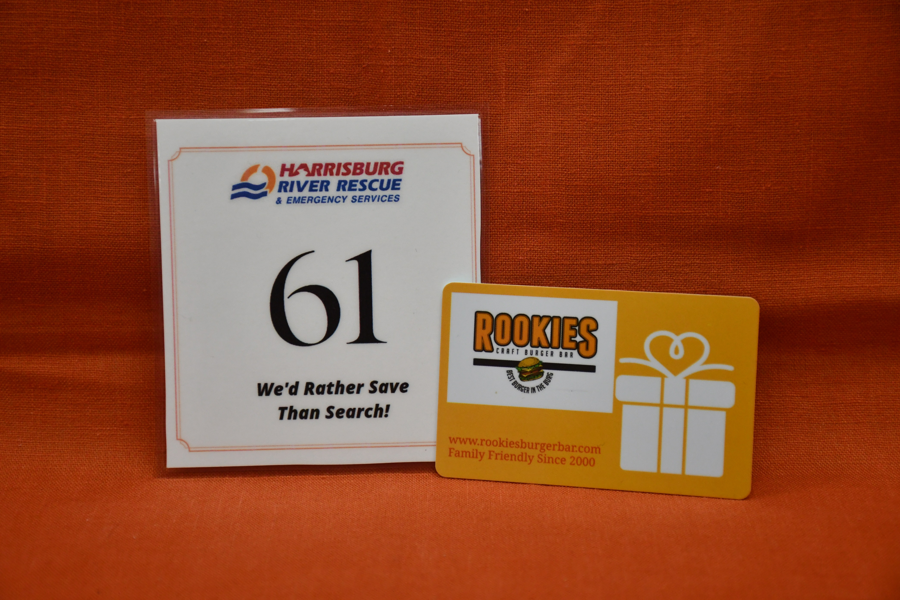 HARRISBURG
RIVER RESCUE
& EMERGENCY SERVICES
61
We'd Rather Save
Than Search!
ROOKIES
CRAFT BURGER BAR
BEST BURGER IN THE BURG
www.rookiesburgerbar.com
Family Friendly Since 2000